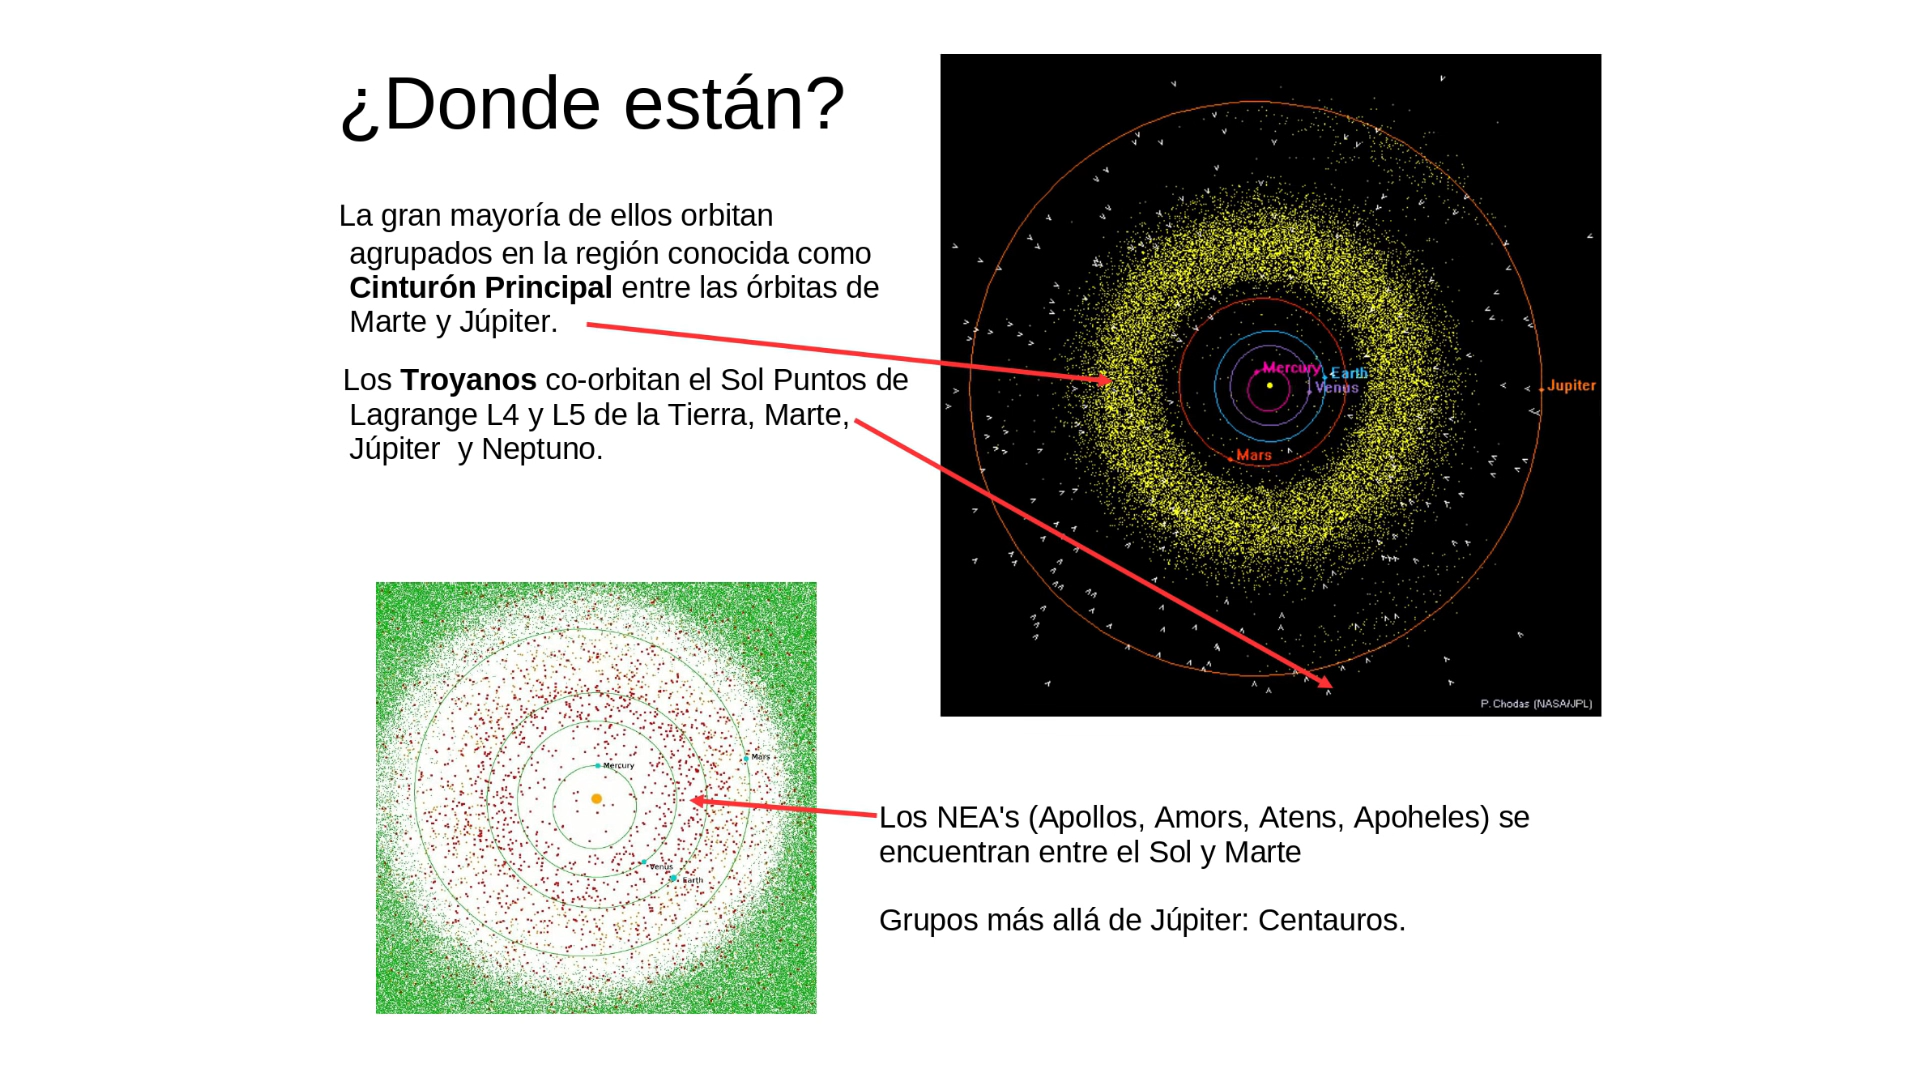 ¿Donde están?
La gran mayoría de ellos orbitan
agrupados en la región conocida como
Cinturón Principal entre las órbitas de
Marte y Júpiter.
Los Troyanos co-orbitan el Sol Puntos de
Lagrange L4 y L5 de la Tierra, Marte,
Júpiter  y Neptuno.
Mercury
Earth
Venus
Jupiter
Mars
P. Chodas (NASA/JPL)
Mars
Mercury
Venus
Earth
Los NEA's (Apollos, Amors, Atens, Apoheles) se
encuentran entre el Sol y Marte
Grupos más allá de Júpiter: Centauros.